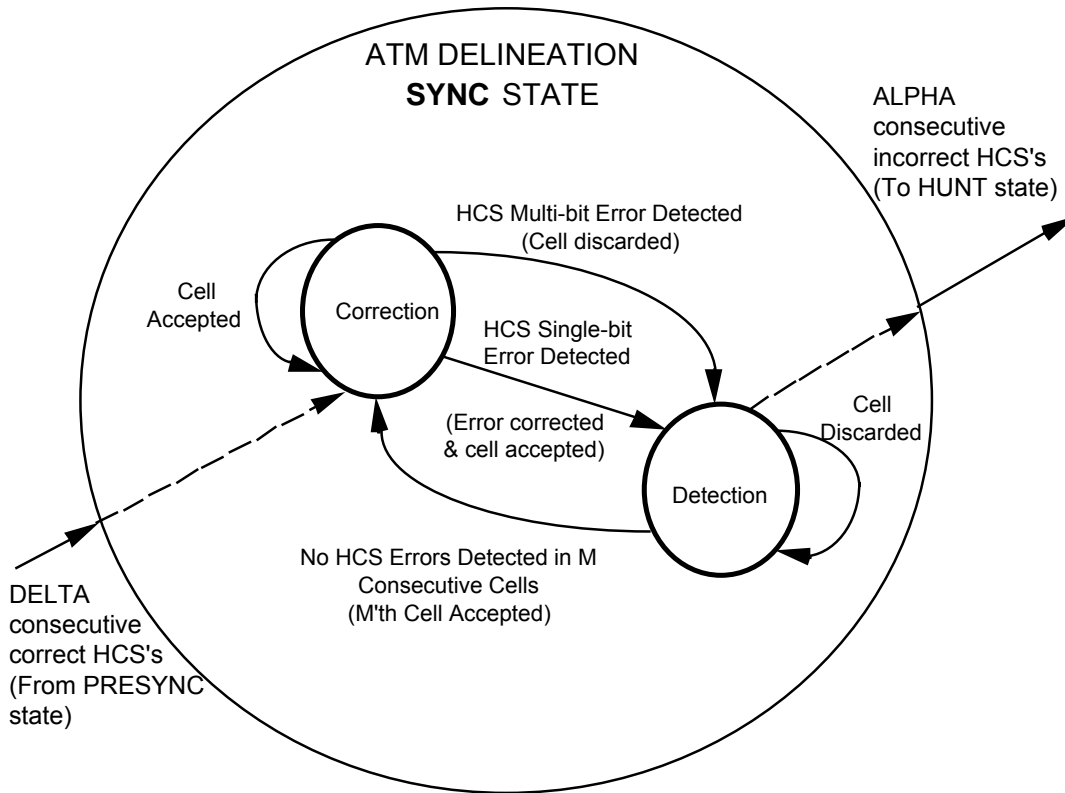 ATM DELINEATION
SYNC STATE
ALPHA
consecutive
incorrect HCS's
(To HUNT state)
HCS Multi-bit Error Detected
(Cell discarded)
Cell
Accepted
Correction
HCS Single-bit
Error Detected
(Error corrected
& cell accepted)
Cell
Discarded
Detection
No HCS Errors Detected in M
Consecutive Cells
(M'th Cell Accepted)
DELTA
consecutive
correct HCS's
(From PRESYNC
state)